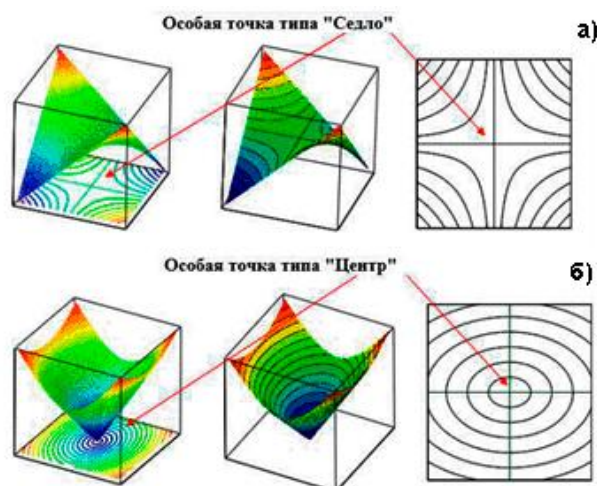 Особая точка типа "Седло"
а)
Особая точка типа "Центр"
б)